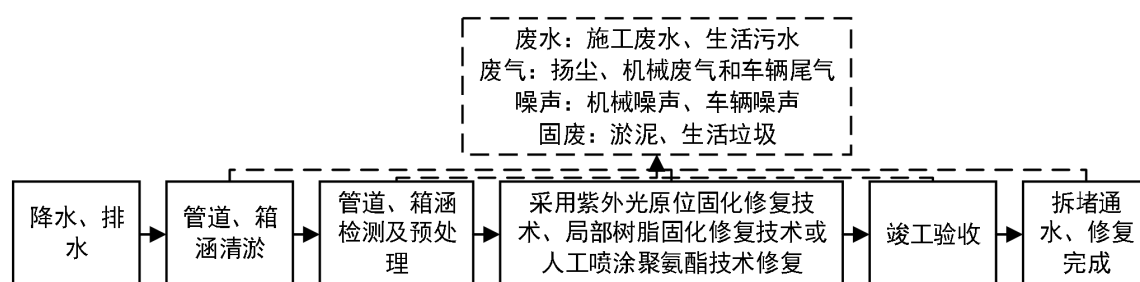 废水：施工废水、生活污水
废气：扬尘、机械废气和车辆尾气
噪声：机械噪声、车辆噪声
固废：淤泥、生活垃圾
降水、排
水
管道、箱
涵清淤
管道、箱涵
检测及预处
理
采用紫外光原位固化修复技
术、局部树脂固化修复技术或
人工喷涂聚氨酯技术修复
竣工验收
拆堵通
水、修复
完成